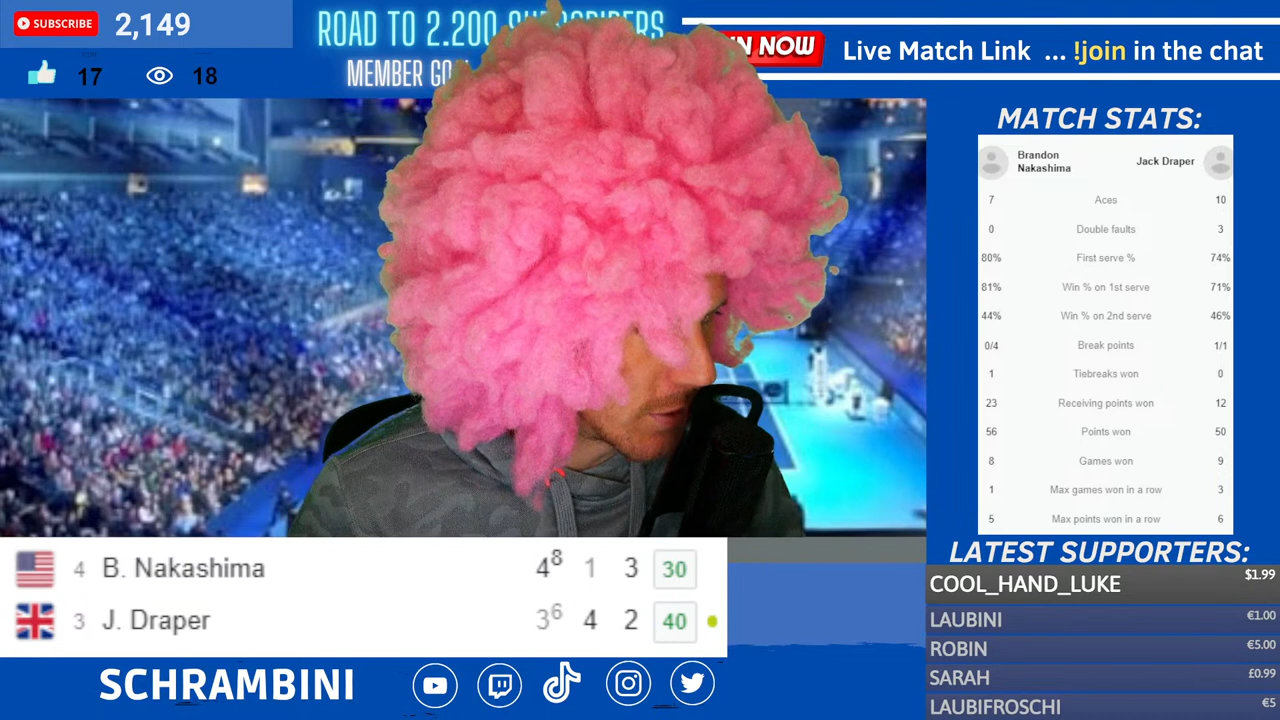 SUBSCRIBE 2,149
17 18
ROAD TO 2.200
MEMBER
NOW
Live Match Link ... !join in the chat
MATCH STATS:
Brandon Nakashima Jack Draper
7 Aces 10
0 Double faults 3
80% First serve % 74%
81% Win % on 1st serve 71%
44% Win % on 2nd serve 46%
0/4 Break points 1/1
1 Tiebreaks won 0
23 Receiving points won 12
56 Points won 50
8 Games won 9
1 Max games won in a row 3
5 Max points won in a row 6
4 B. Nakashima 4⁸ 1 3 30
3 J. Draper 3⁶ 4 2 40
LATEST SUPPORTERS:
COOL_HAND_LUKE $1.99
LAUBINI €1.00
ROBIN €5.00
SARAH £0.99
LAUBIFROSCHI €5
SCHRAMBINI